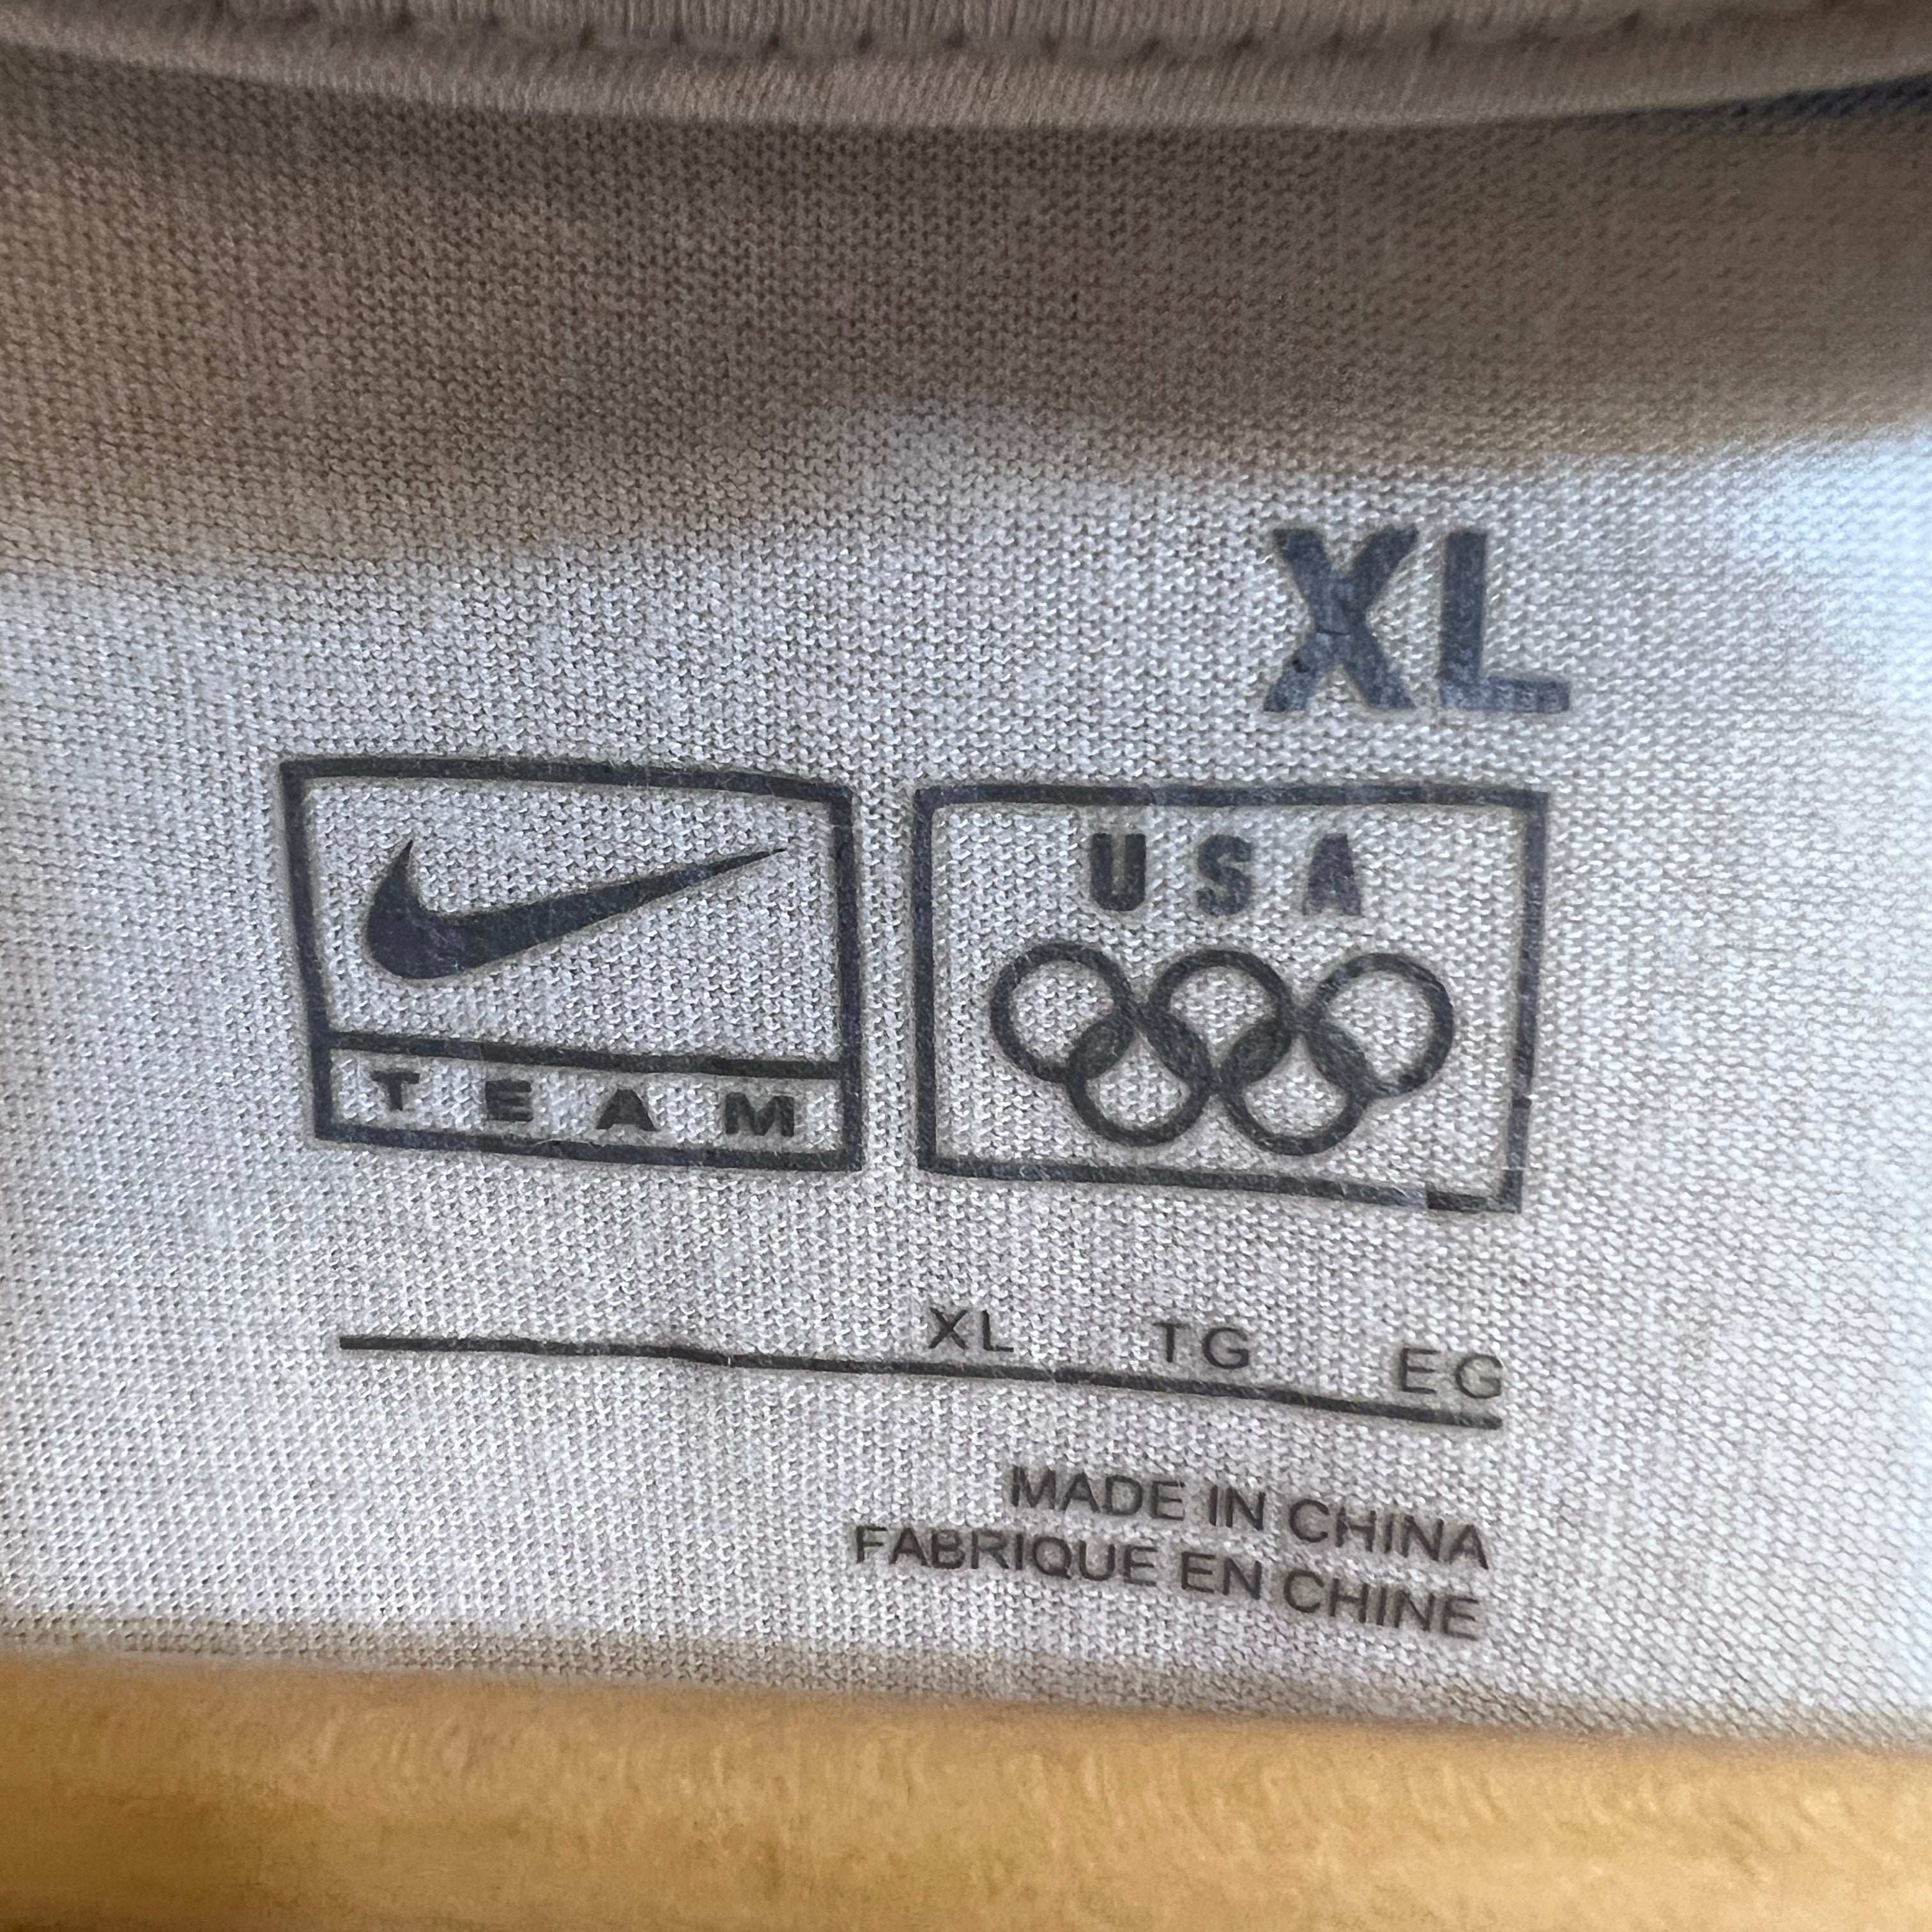 XL
TEAM
USA
XL TG EG
MADE IN CHINA
FABRIQUE EN CHINE